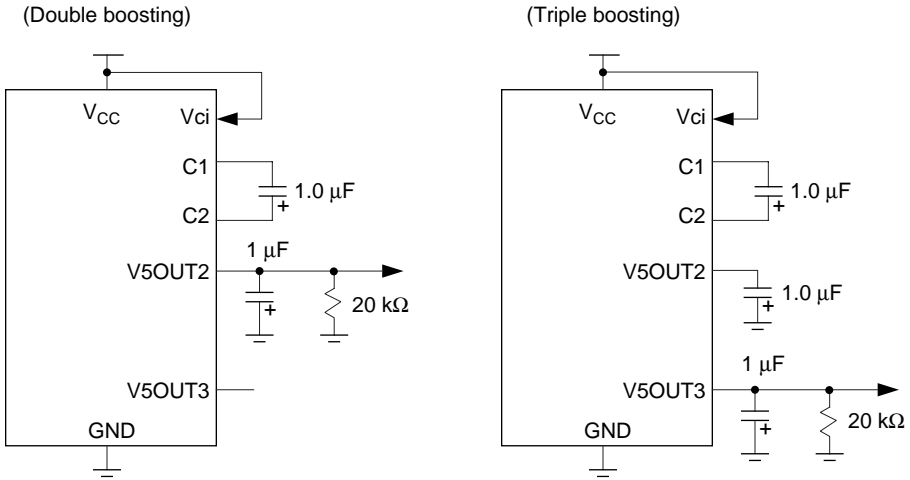 (Double boosting)
V_CC
Vci
C1
1.0 μF
+
C2
1 μF
V5OUT2
+
20 kΩ
V5OUT3
GND
(Triple boosting)
V_CC
Vci
C1
1.0 μF
+
C2
V5OUT2
1.0 μF
+
1 μF
V5OUT3
+
20 kΩ
GND